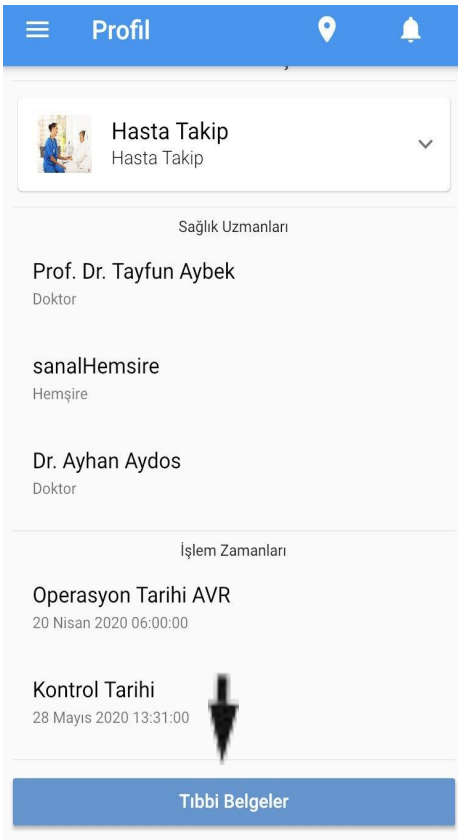 Profil
Hasta Takip
Hasta Takip
Sağlık Uzmanları
Prof. Dr. Tayfun Aybek
Doktor
sanalHemsire
Hemşire
Dr. Ayhan Aydos
Doktor
İşlem Zamanları
Operasyon Tarihi AVR
20 Nisan 2020 06:00:00
Kontrol Tarihi
28 Mayıs 2020 13:31:00
Tıbbi Belgeler